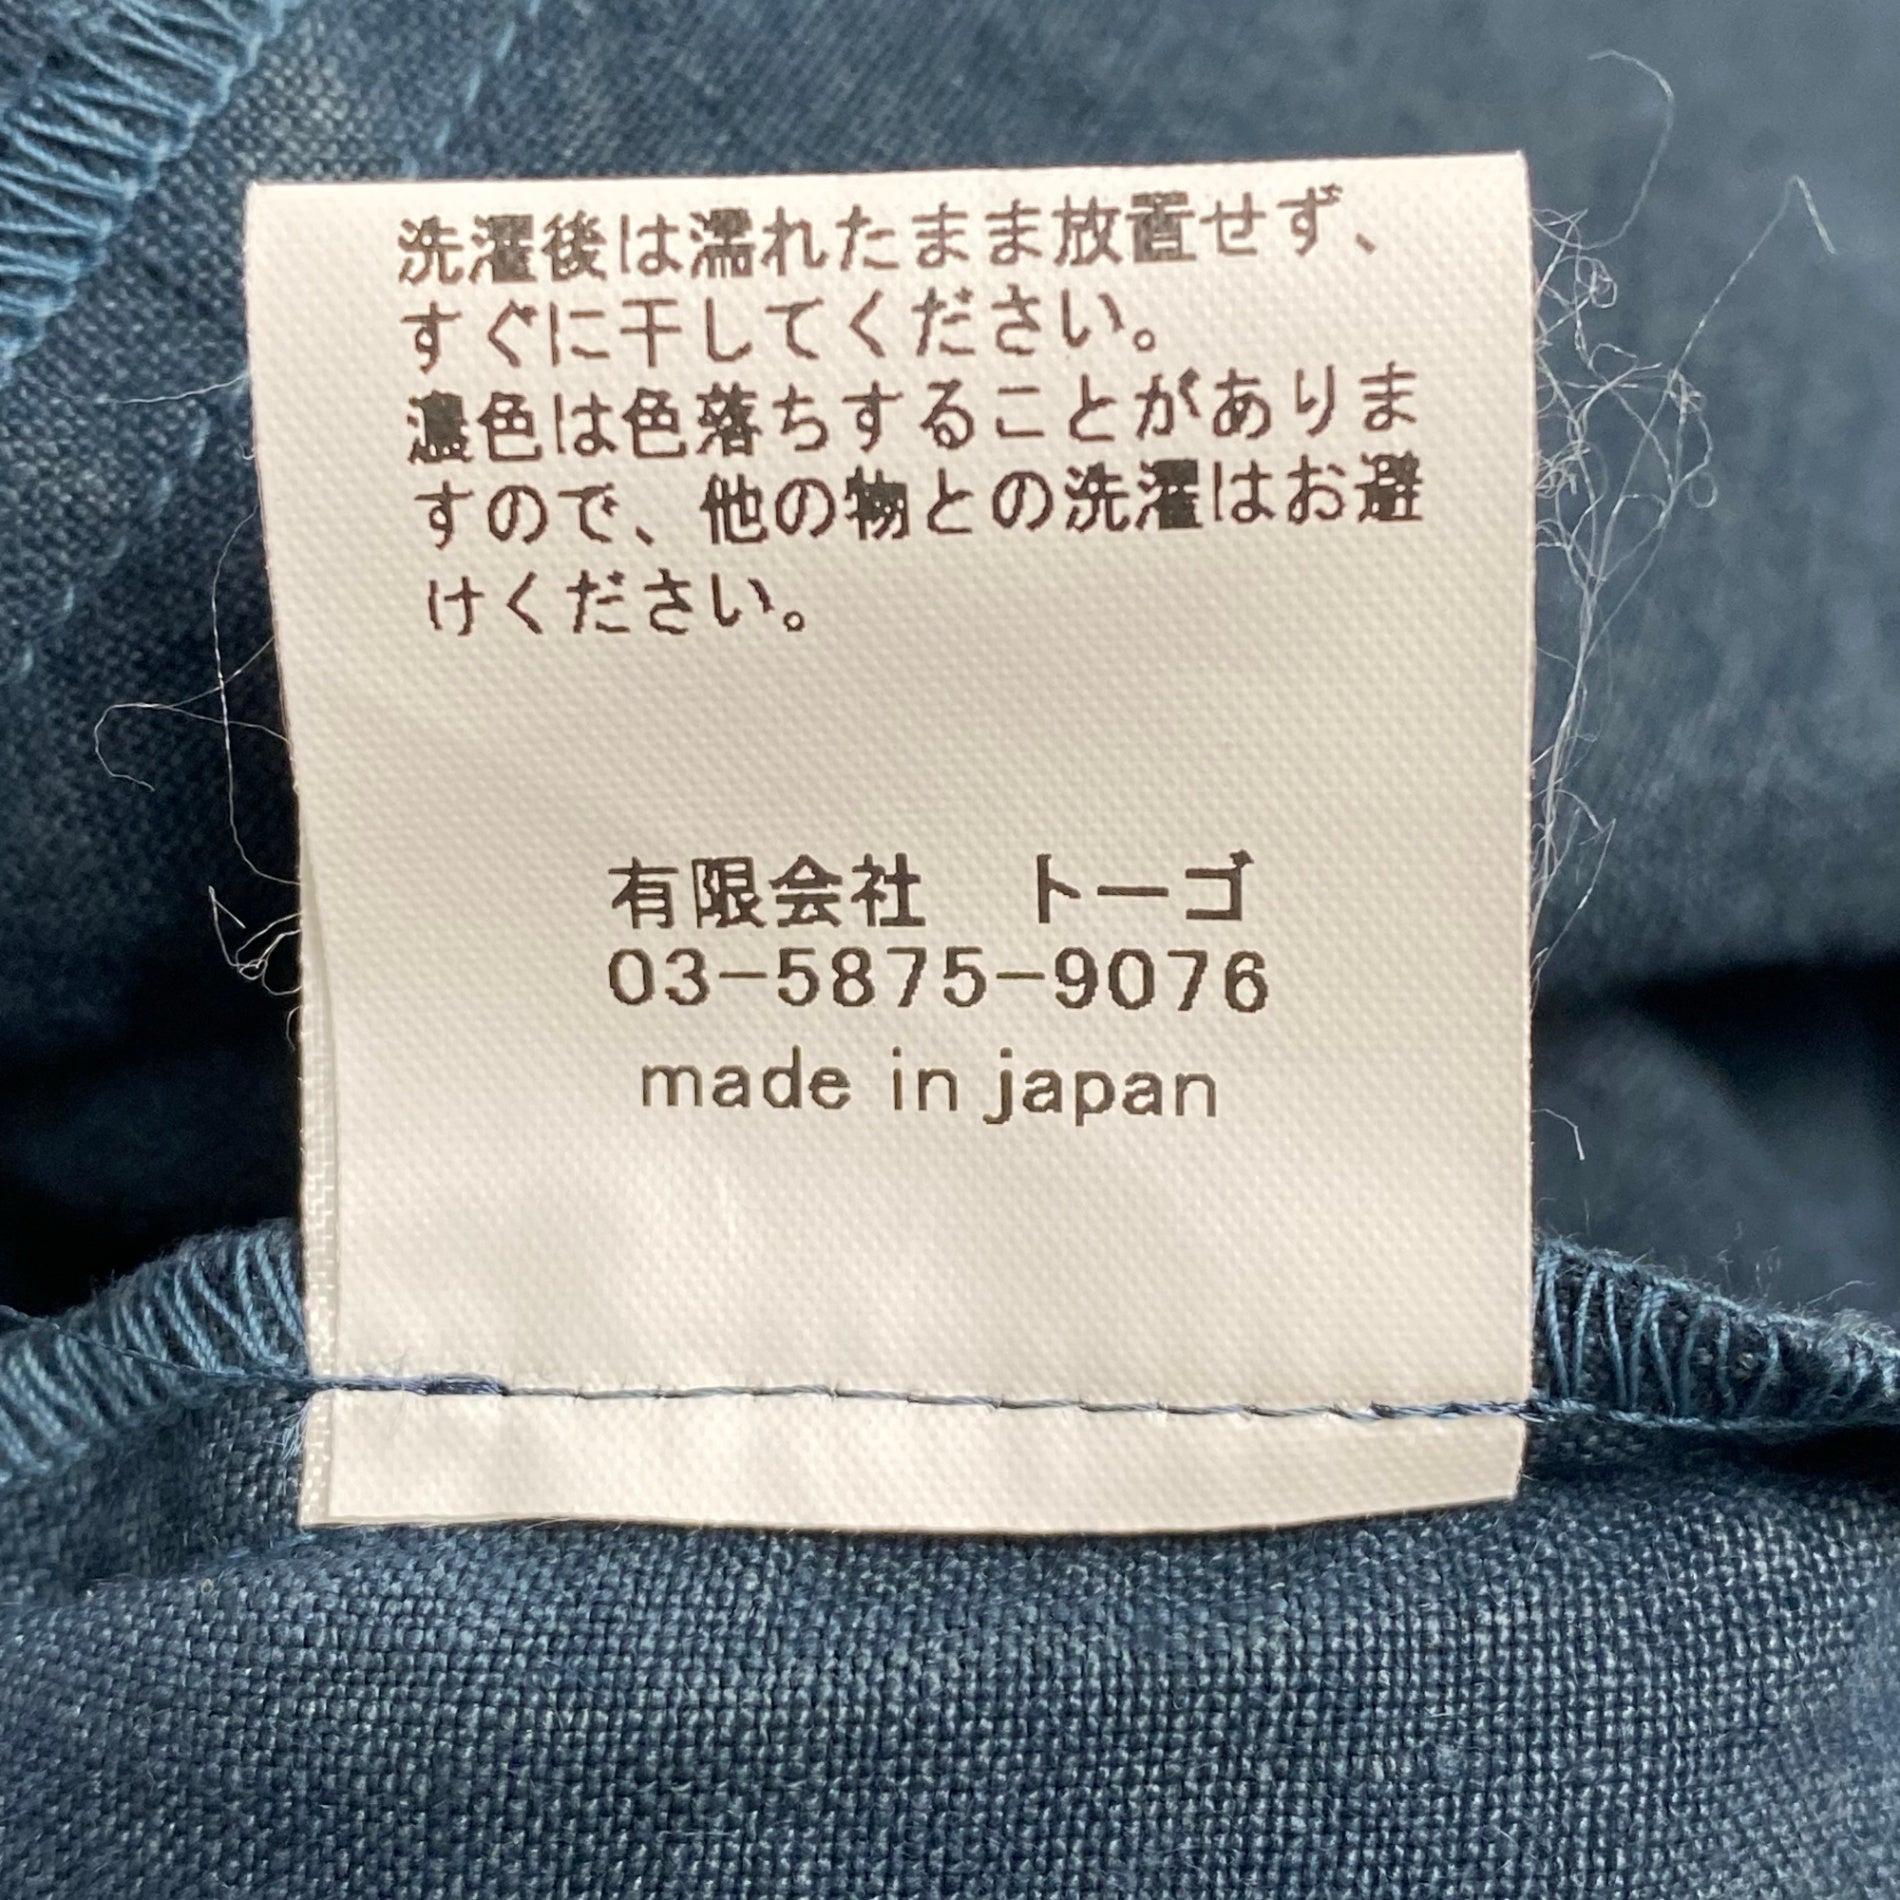 洗濯後は濡れたまま放置せず、
すぐに干してください。
濃色は色落ちすることがありま
すので、他の物との洗濯はお避
けください。
有限会社　トーゴ
03-5875-9076
made in japan